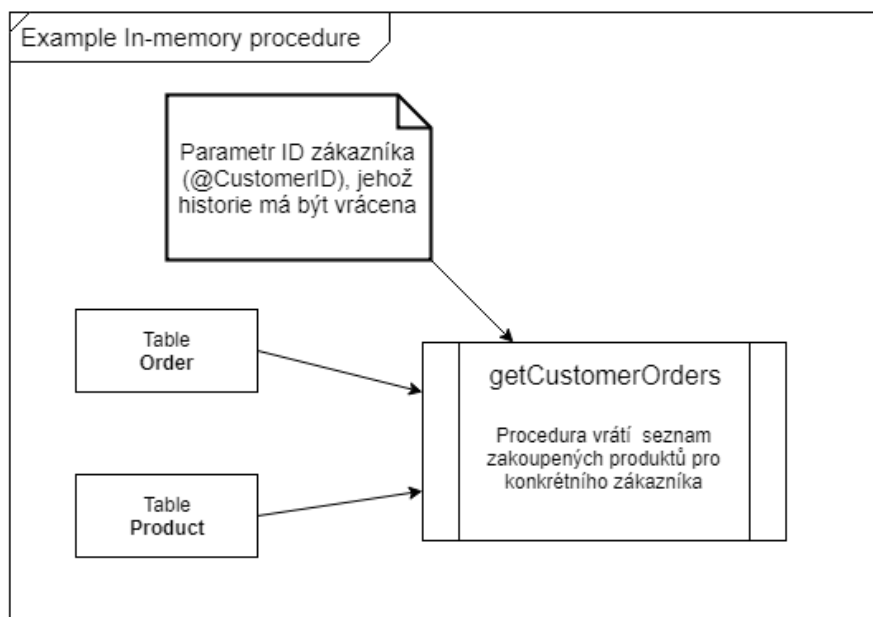 Example In-memory procedure
Parametr ID zákazníka
(@CustomerID), jehož
historie má být vrácena
Table
Order
getCustomerOrders
Procedura vrátí seznam
zakoupených produktů pro
konkrétního zákazníka
Table
Product